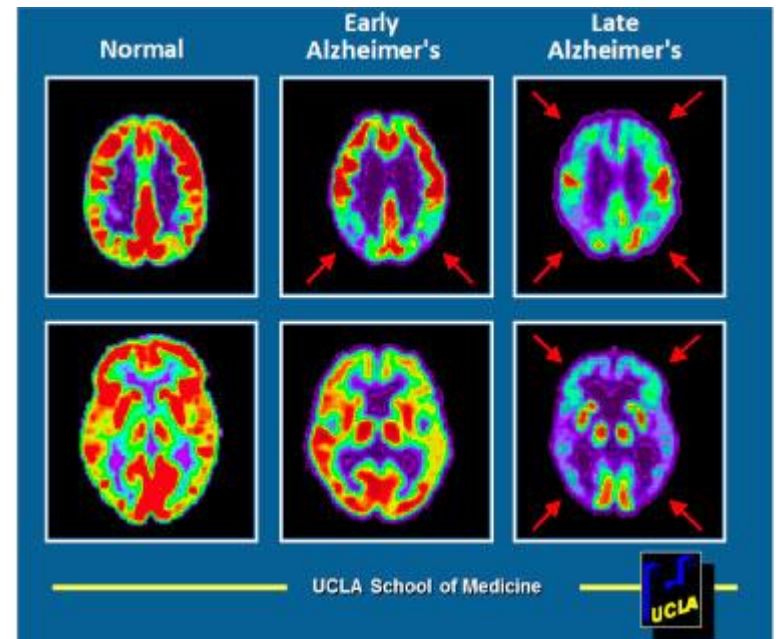 Normal
Early
Alzheimer's
Late
Alzheimer's
UCLA School of Medicine
UCLA